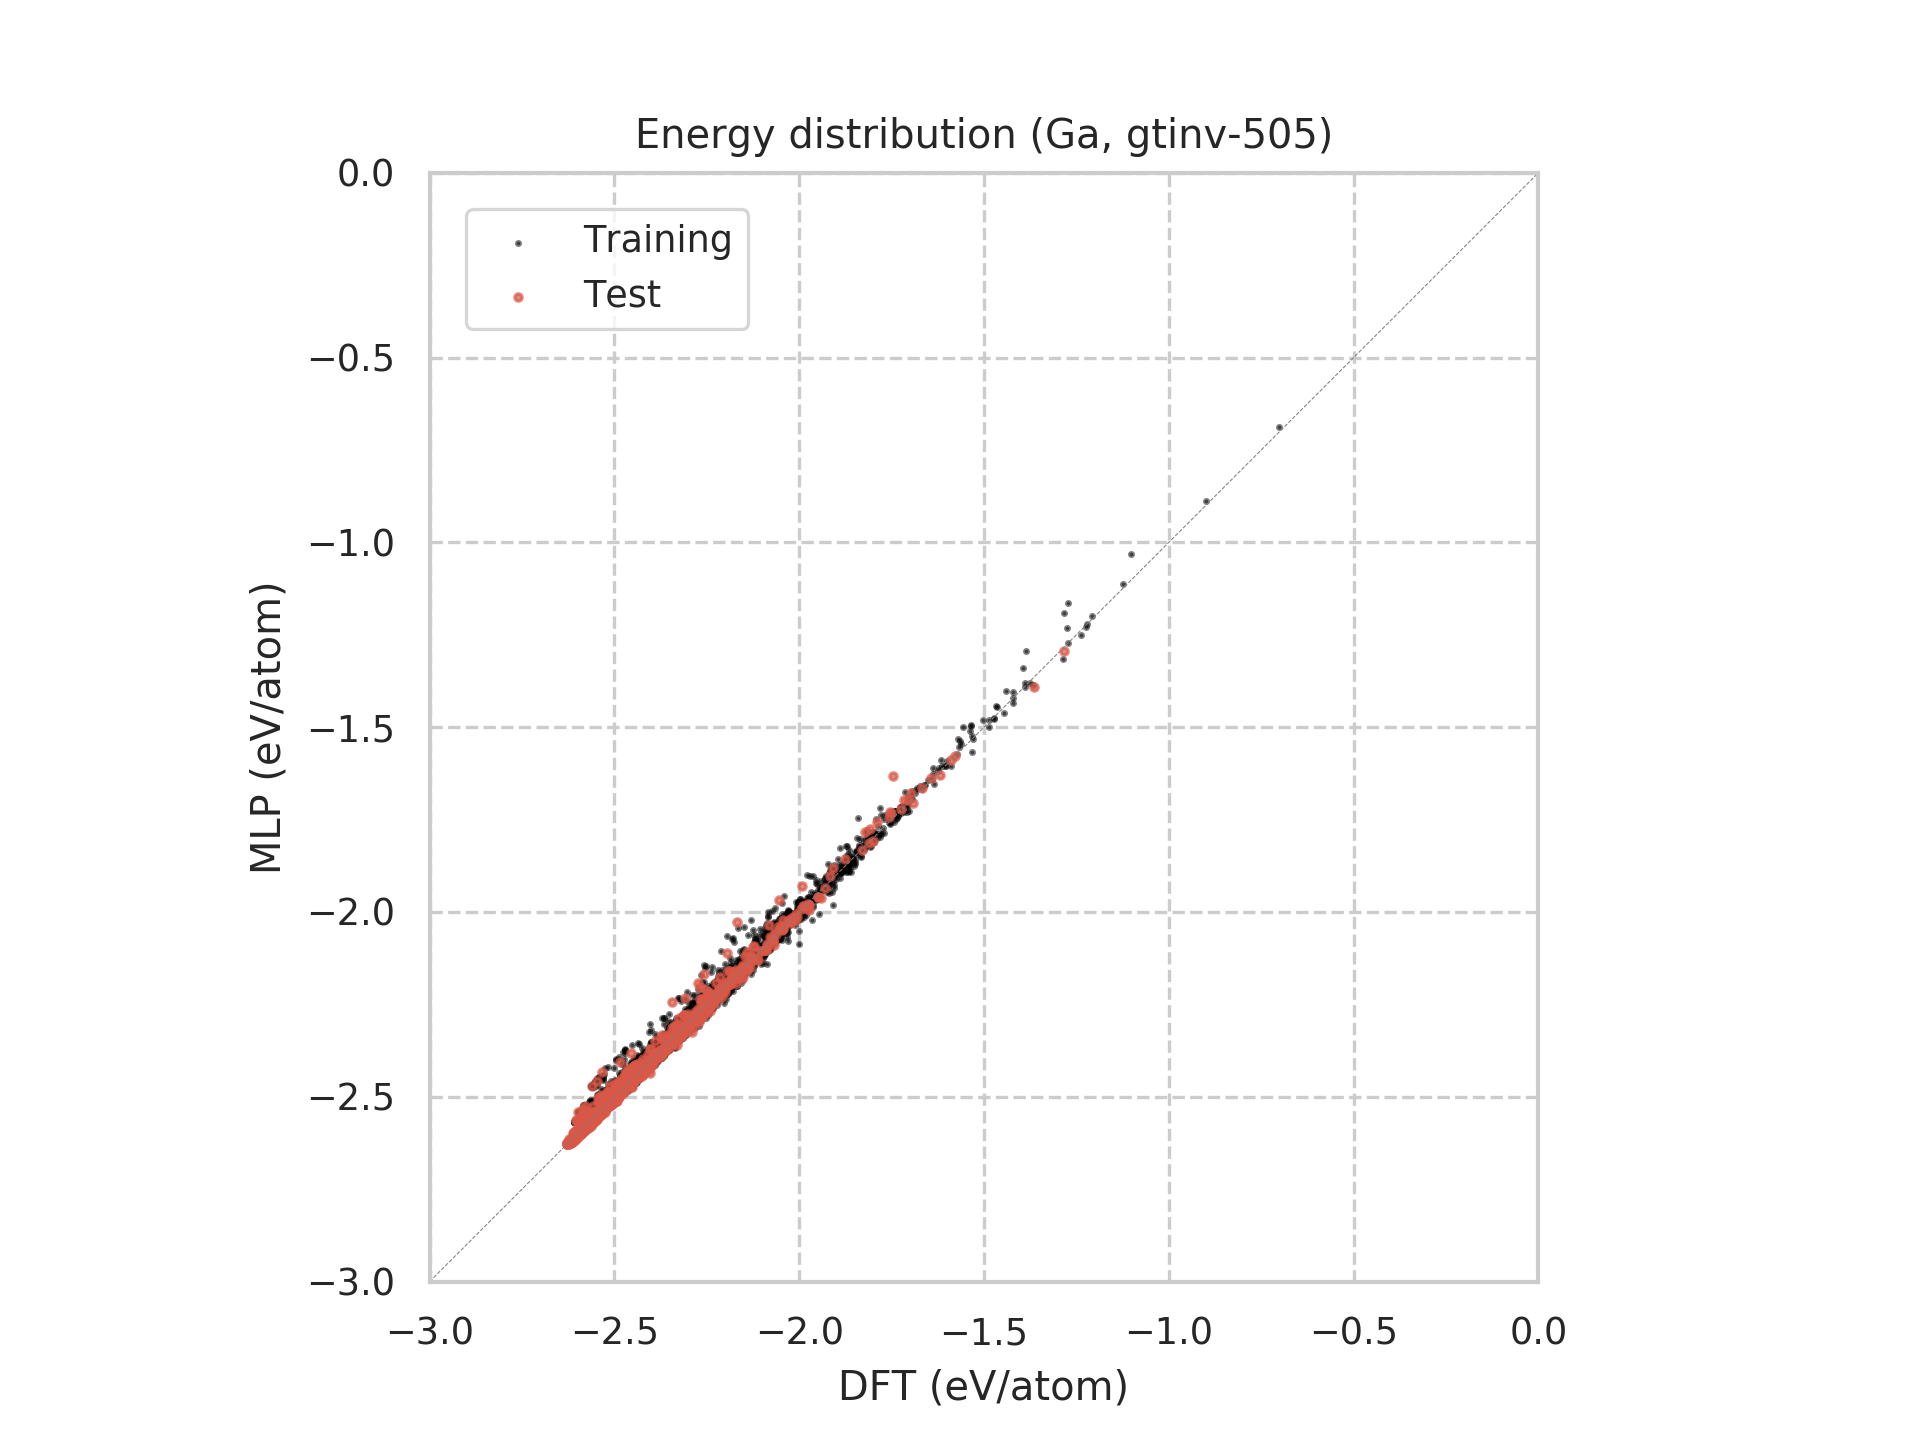 Energy distribution (Ga, gtinv-505)
0.0
Training
Test
−0.5
−1.0
−1.5
−2.0
−2.5
−3.0
MLP (eV/atom)
−3.0 −2.5 −2.0 −1.5 −1.0 −0.5 0.0
DFT (eV/atom)